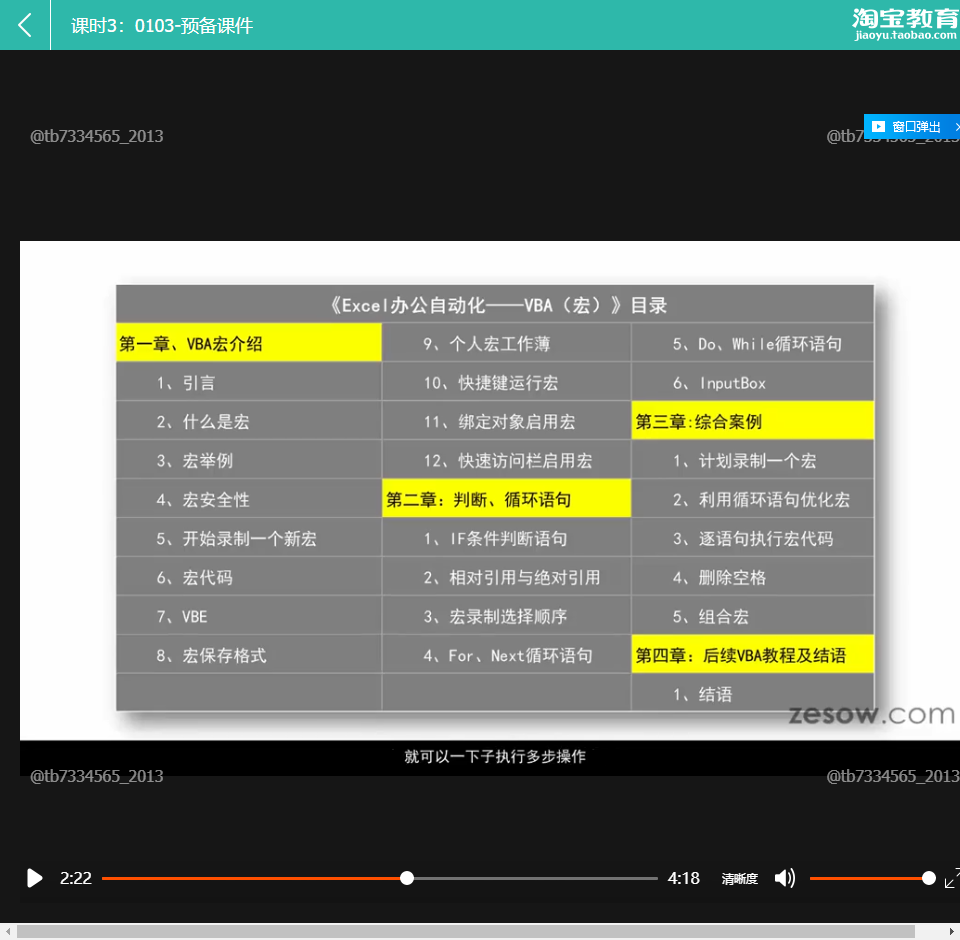 课时3：0103-预备课件
淘宝教育
jiaoyu.taobao.com
@tb7334565_2013
窗口弹出
@tb7334565_2013
《Excel办公自动化——VBA（宏）》目录
第一章、VBA宏介绍
9、个人宏工作薄
5、Do、While循环语句
1、引言
10、快捷键运行宏
6、InputBox
2、什么是宏
11、绑定对象启用宏
第三章:综合案例
3、宏举例
12、快速访问栏启用宏
1、计划录制一个宏
4、宏安全性
第二章：判断、循环语句
2、利用循环语句优化宏
5、开始录制一个新宏
1、IF条件判断语句
3、逐语句执行宏代码
6、宏代码
2、相对引用与绝对引用
4、删除空格
7、VBE
3、宏录制选择顺序
5、组合宏
8、宏保存格式
4、For、Next循环语句
第四章：后续VBA教程及结语
1、结语
zesow.com
就可以一下子执行多步操作
@tb7334565_2013
@tb7334565_2013
2:22
4:18
清晰度